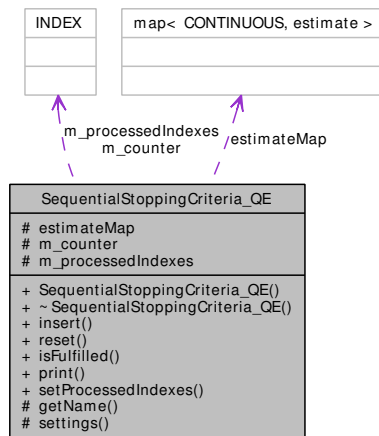 INDEX
map< CONTINUOUS, estimate >
m_processedIndexes
m_counter
estimateMap
SequentialStoppingCriteria_QE
# estimateMap
# m_counter
# m_processedIndexes
+ SequentialStoppingCriteria_QE()
+ ~SequentialStoppingCriteria_QE()
+ insert()
+ reset()
+ isFulfilled()
+ print()
+ setProcessedIndexes()
# getName()
# settings()